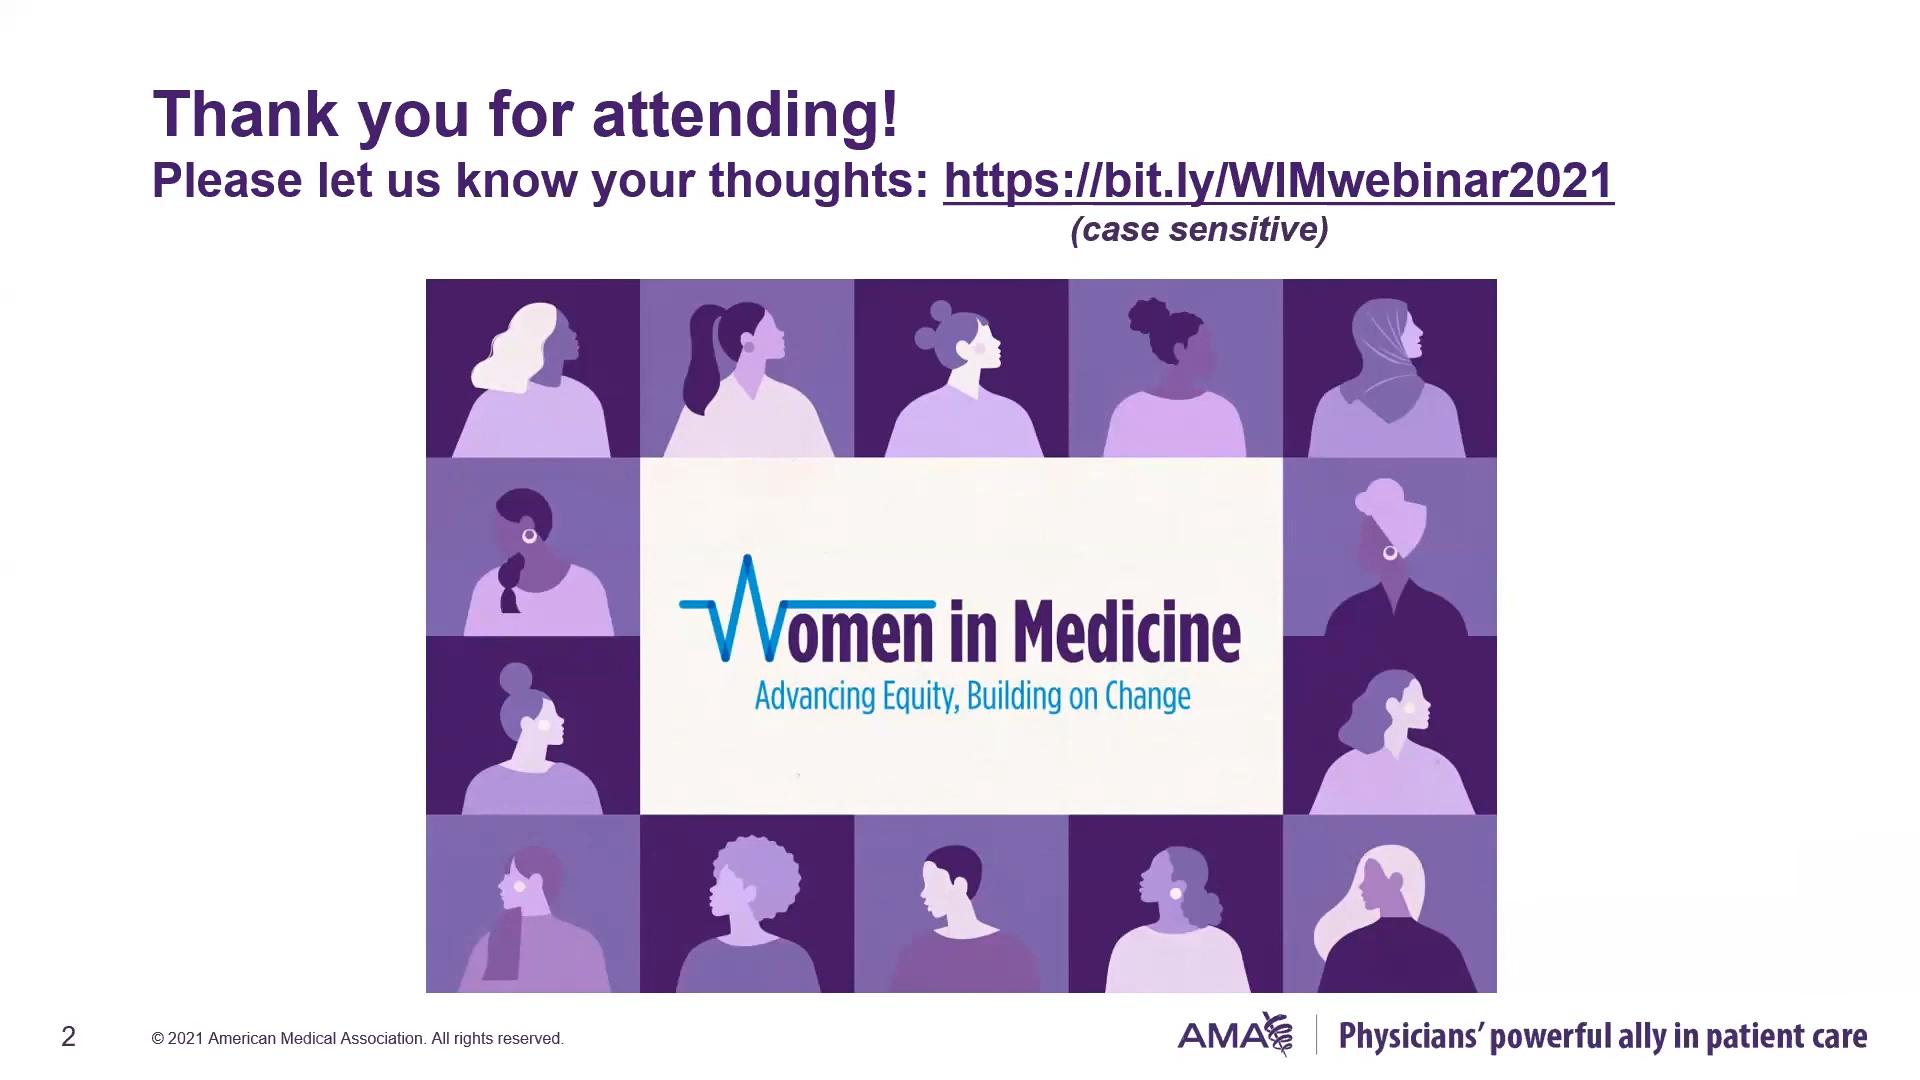 Thank you for attending!
Please let us know your thoughts: https://bit.ly/WIMwebinar2021
(case sensitive)
Women in Medicine
Advancing Equity, Building on Change
2
© 2021 American Medical Association. All rights reserved.
AMA
Physicians’ powerful ally in patient care